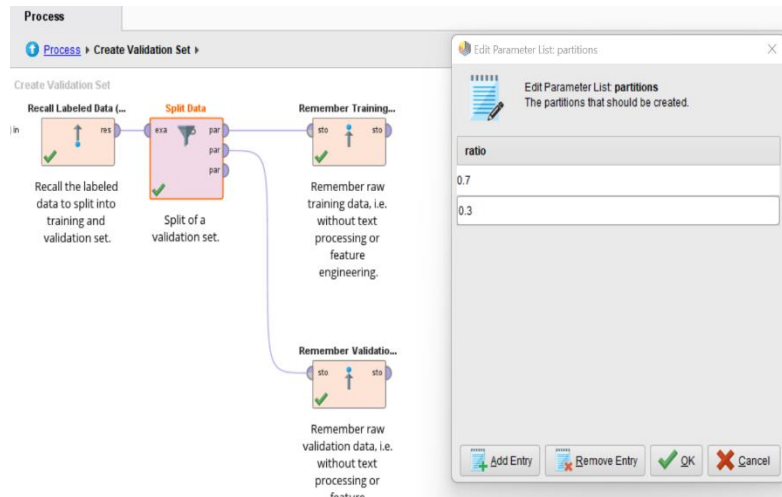 Process
Process ▸ Create Validation Set ▸
Create Validation Set
Recall Labeled Data (...
in
res
Recall the labeled
data to split into
training and
validation set.
Split Data
exa
par
par
par
Split of a
validation set.
Remember Training...
sto
sto
Remember raw
training data, i.e.
without text
processing or
feature
engineering.
Remember Validatio...
sto
sto
Remember raw
validation data, i.e.
without text
processing or
feature
Edit Parameter List: partitions
Edit Parameter List: partitions
The partitions that should be created.
ratio
0.7
0.3
Add Entry
Remove Entry
OK
Cancel